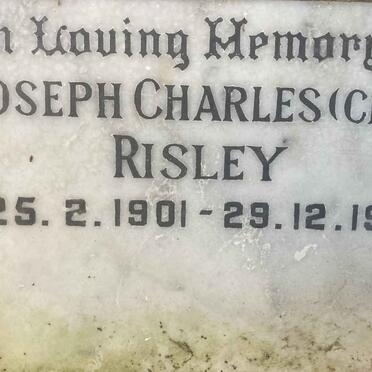 n Loving Memory
OSEPH CHARLES (C
RISLEY
25. 2. 1901 - 29. 12. 19